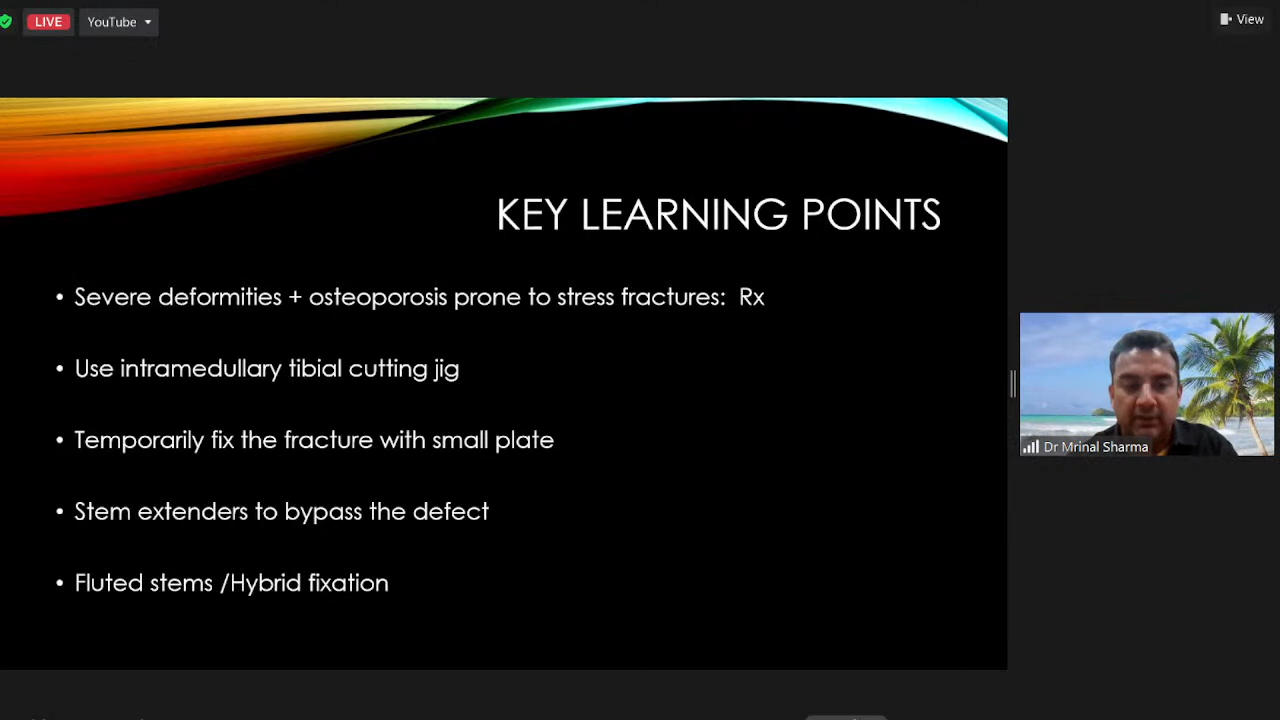 LIVE
YouTube
View
KEY LEARNING POINTS
• Severe deformities + osteoporosis prone to stress fractures: Rx
• Use intramedullary tibial cutting jig
• Temporarily fix the fracture with small plate
• Stem extenders to bypass the defect
• Fluted stems /Hybrid fixation
Dr Mrinal Sharma